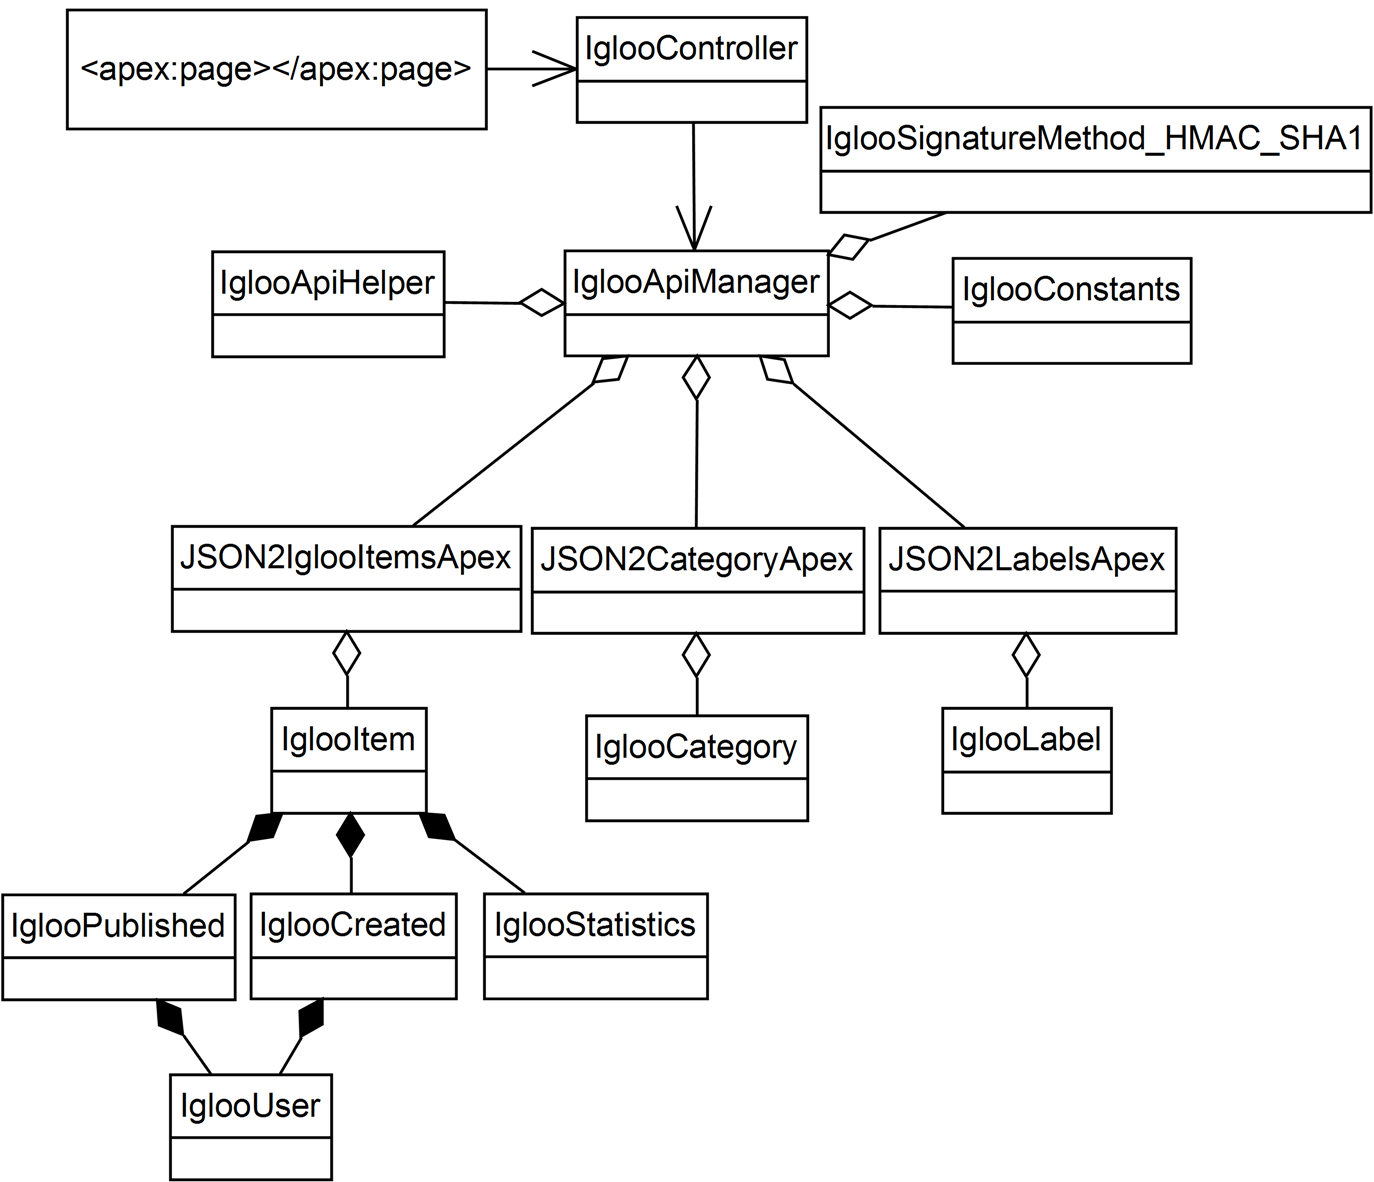 <apex:page></apex:page>
IglooController
IglooSignatureMethod_HMAC_SHA1
IglooApiHelper
IglooApiManager
IglooConstants
JSON2IglooItemsApex
JSON2CategoryApex
JSON2LabelsApex
IglooItem
IglooCategory
IglooLabel
IglooPublished
IglooCreated
IglooStatistics
IglooUser